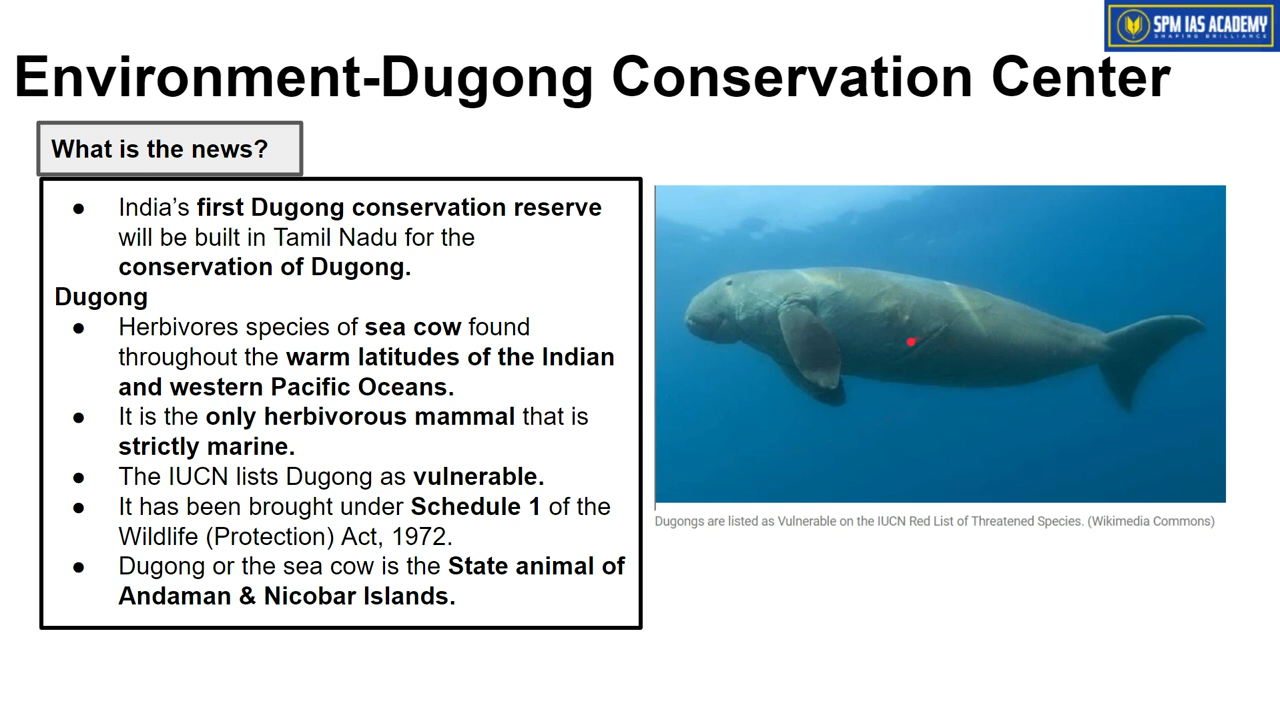 SPM IAS ACADEMY
SHAPING BRILLIANCE
Environment-Dugong Conservation Center
What is the news?
● India’s first Dugong conservation reserve
will be built in Tamil Nadu for the
conservation of Dugong.
Dugong
● Herbivores species of sea cow found
throughout the warm latitudes of the Indian
and western Pacific Oceans.
● It is the only herbivorous mammal that is
strictly marine.
● The IUCN lists Dugong as vulnerable.
● It has been brought under Schedule 1 of the
Wildlife (Protection) Act, 1972.
● Dugong or the sea cow is the State animal of
Andaman & Nicobar Islands.
Dugongs are listed as Vulnerable on the IUCN Red List of Threatened Species. (Wikimedia Commons)